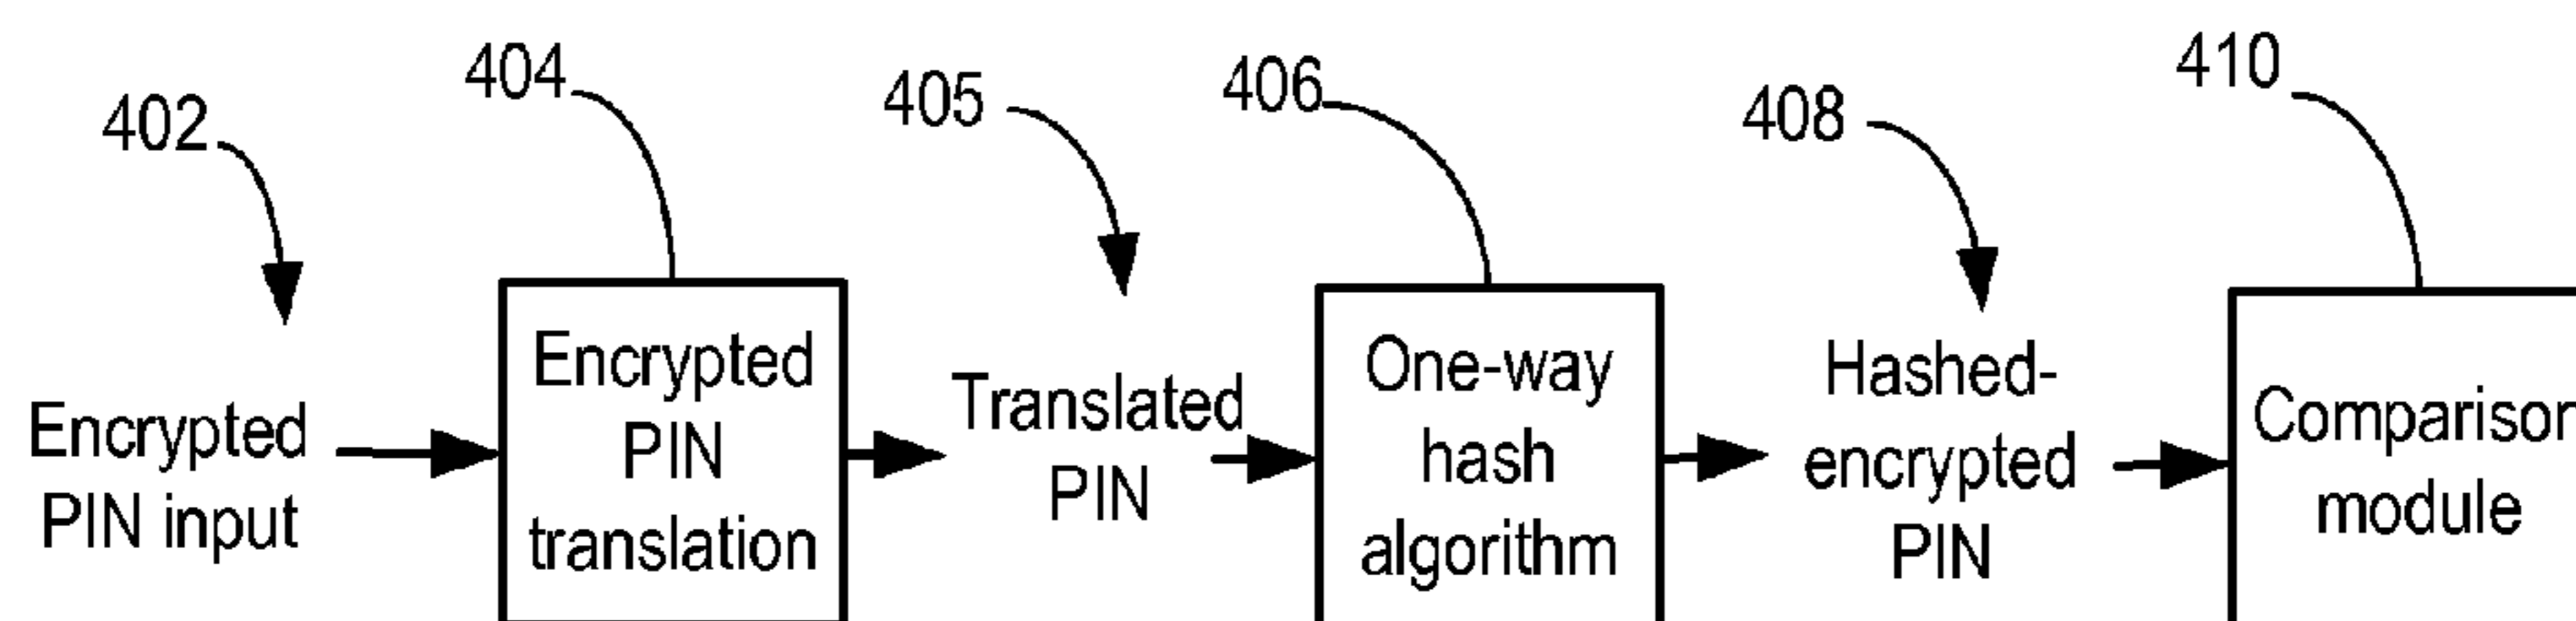 402
404
405
406
408
410
Encrypted
PIN input
Encrypted
PIN
translation
Translated
PIN
One-way
hash
algorithm
Hashed-
encrypted
PIN
Comparison
module